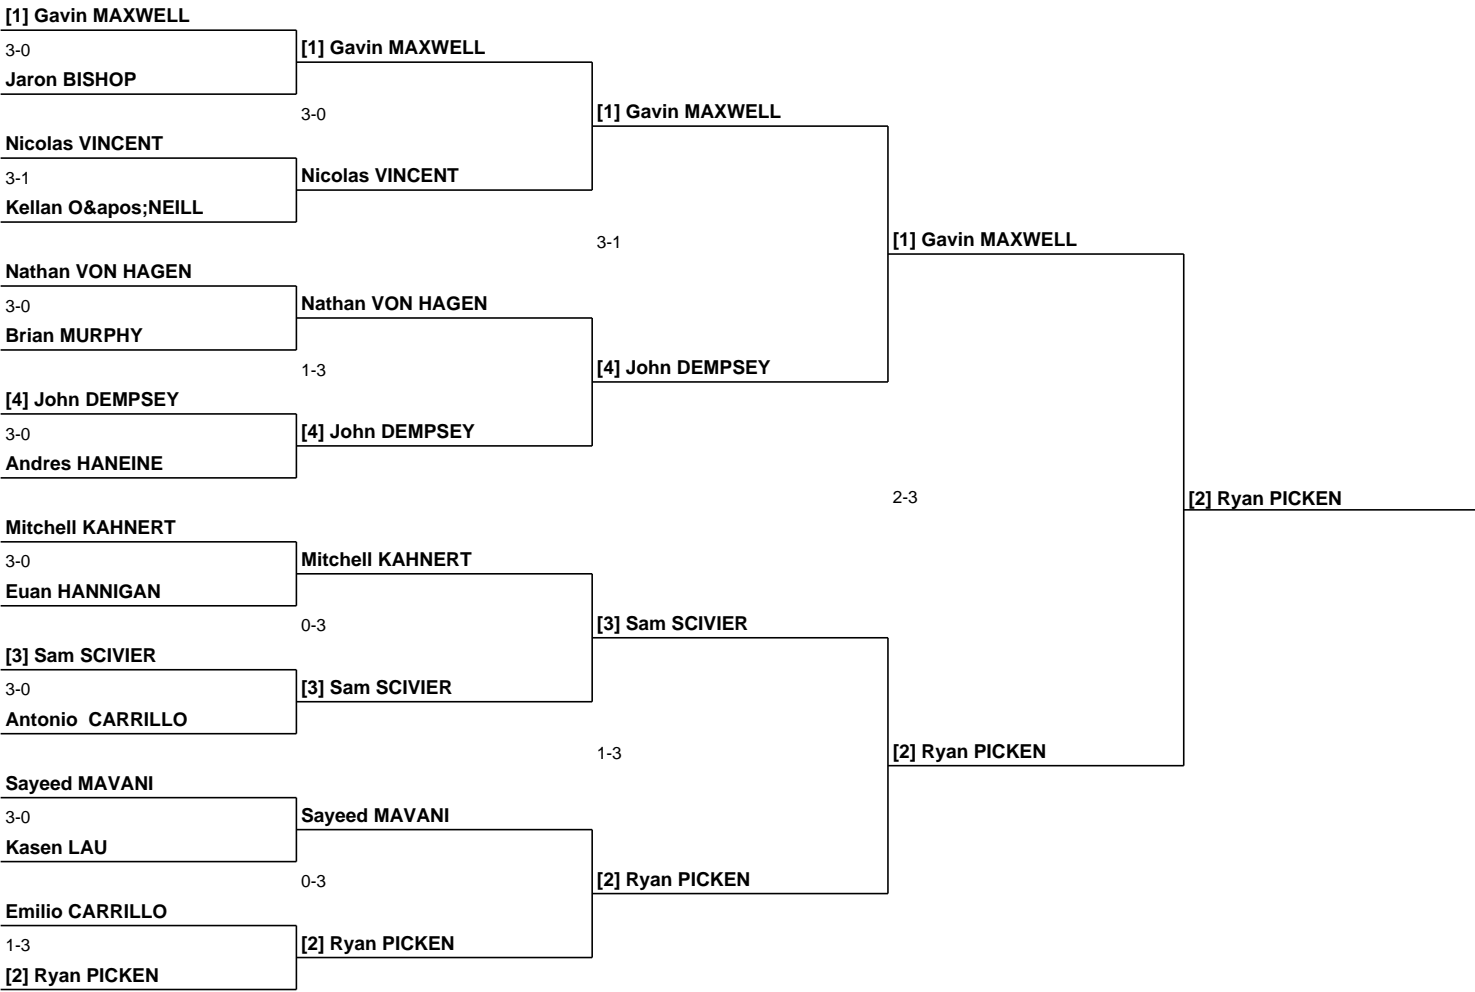 [1] Gavin MAXWELL
3-0
Jaron BISHOP
Nicolas VINCENT
3-1
Kellan O&apos;NEILL
Nathan VON HAGEN
3-0
Brian MURPHY
[4] John DEMPSEY
3-0
Andres HANEINE
Mitchell KAHNERT
3-0
Euan HANNIGAN
[3] Sam SCIVIER
3-0
Antonio  CARRILLO
Sayeed MAVANI
3-0
Kasen LAU
Emilio CARRILLO
1-3
[2] Ryan PICKEN
[1] Gavin MAXWELL
3-0
Nicolas VINCENT
Nathan VON HAGEN
1-3
[4] John DEMPSEY
Mitchell KAHNERT
0-3
[3] Sam SCIVIER
Sayeed MAVANI
0-3
[2] Ryan PICKEN
[1] Gavin MAXWELL
3-1
[4] John DEMPSEY
[3] Sam SCIVIER
1-3
[2] Ryan PICKEN
[1] Gavin MAXWELL
2-3
[2] Ryan PICKEN
[2] Ryan PICKEN